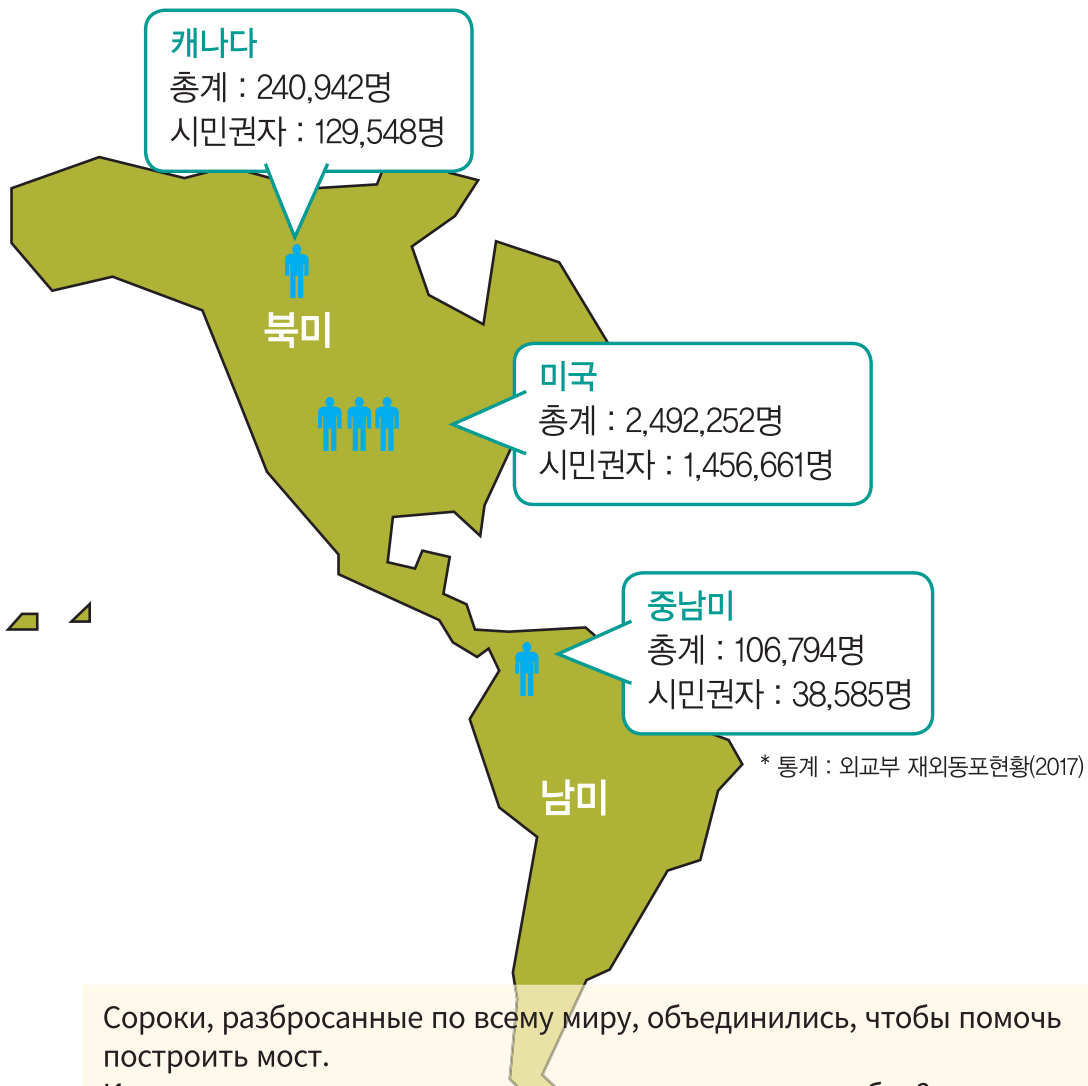 캐나다
총계 : 240,942명
시민권자 : 129,548명
북미
미국
총계 : 2,492,252명
시민권자 : 1,456,661명
중남미
총계 : 106,794명
시민권자 : 38,585명
* 통계 : 외교부 재외동포현황(2017)
남미
Сороки, разбросанные по всему миру, объединились, чтобы помочь
построить мост.